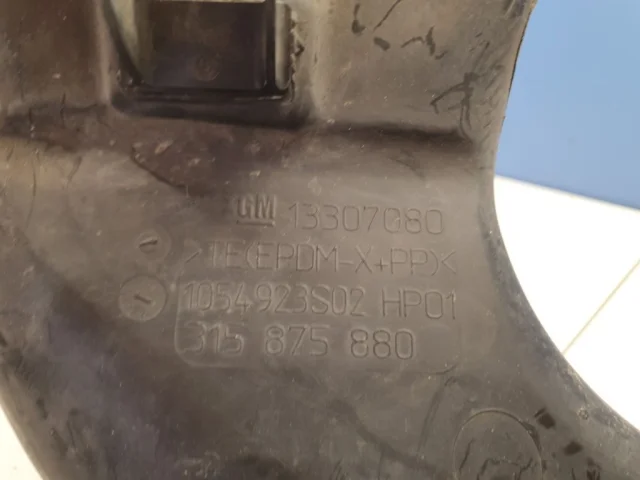 GM 13307080
>TE(EPDM-X+PP)<
1054923S02 HP01
315 875 880